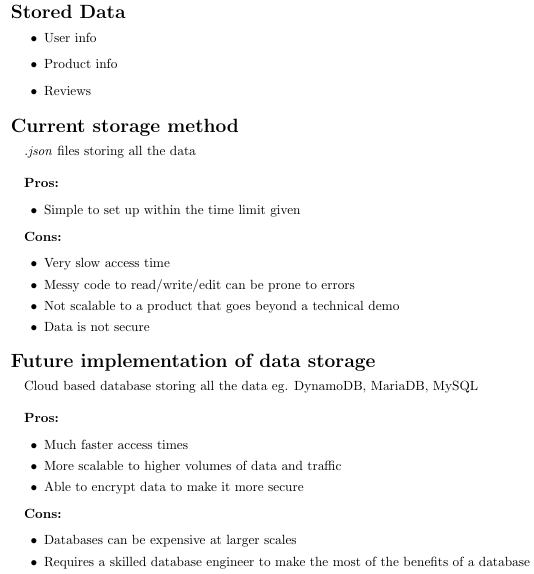 Stored Data
• User info
• Product info
• Reviews
Current storage method
.json files storing all the data
Pros:
• Simple to set up within the time limit given
Cons:
• Very slow access time
• Messy code to read/write/edit can be prone to errors
• Not scalable to a product that goes beyond a technical demo
• Data is not secure
Future implementation of data storage
Cloud based database storing all the data eg. DynamoDB, MariaDB, MySQL
Pros:
• Much faster access times
• More scalable to higher volumes of data and traffic
• Able to encrypt data to make it more secure
Cons:
• Databases can be expensive at larger scales
• Requires a skilled database engineer to make the most of the benefits of a database